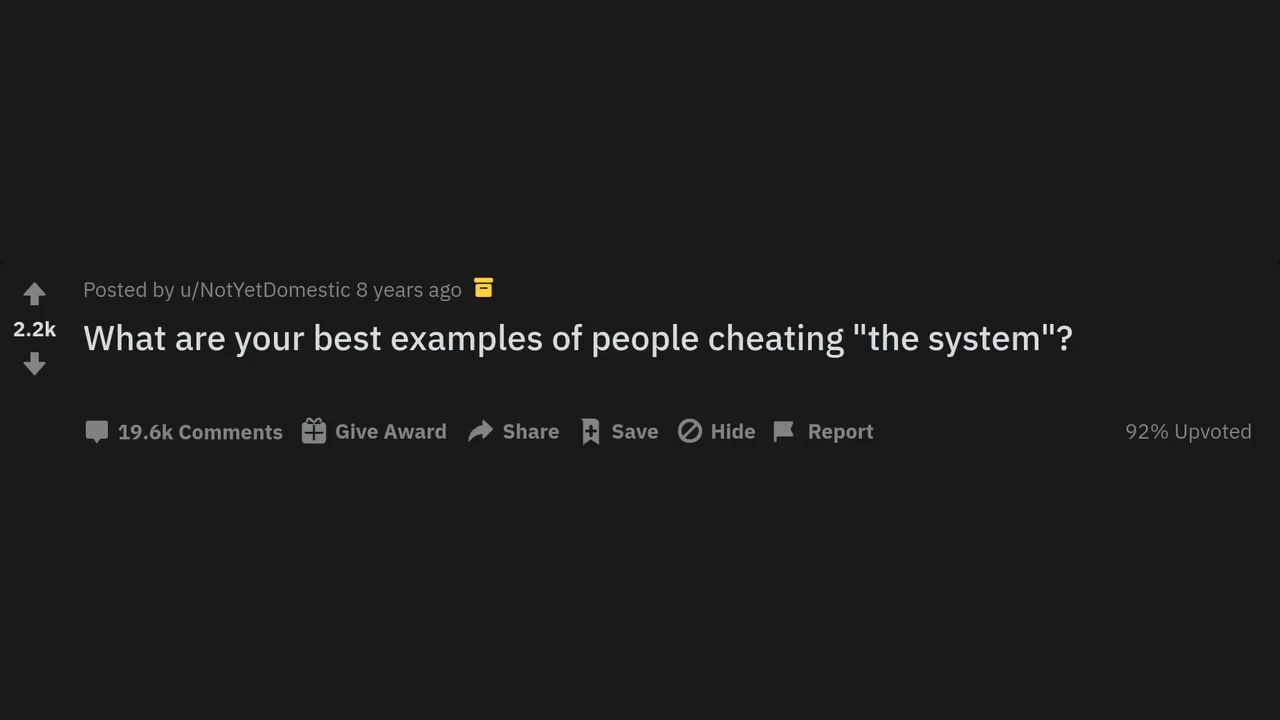 Posted by u/NotYetDomestic 8 years ago
2.2k
What are your best examples of people cheating "the system"?
19.6k Comments Give Award Share Save Hide Report 92% Upvoted